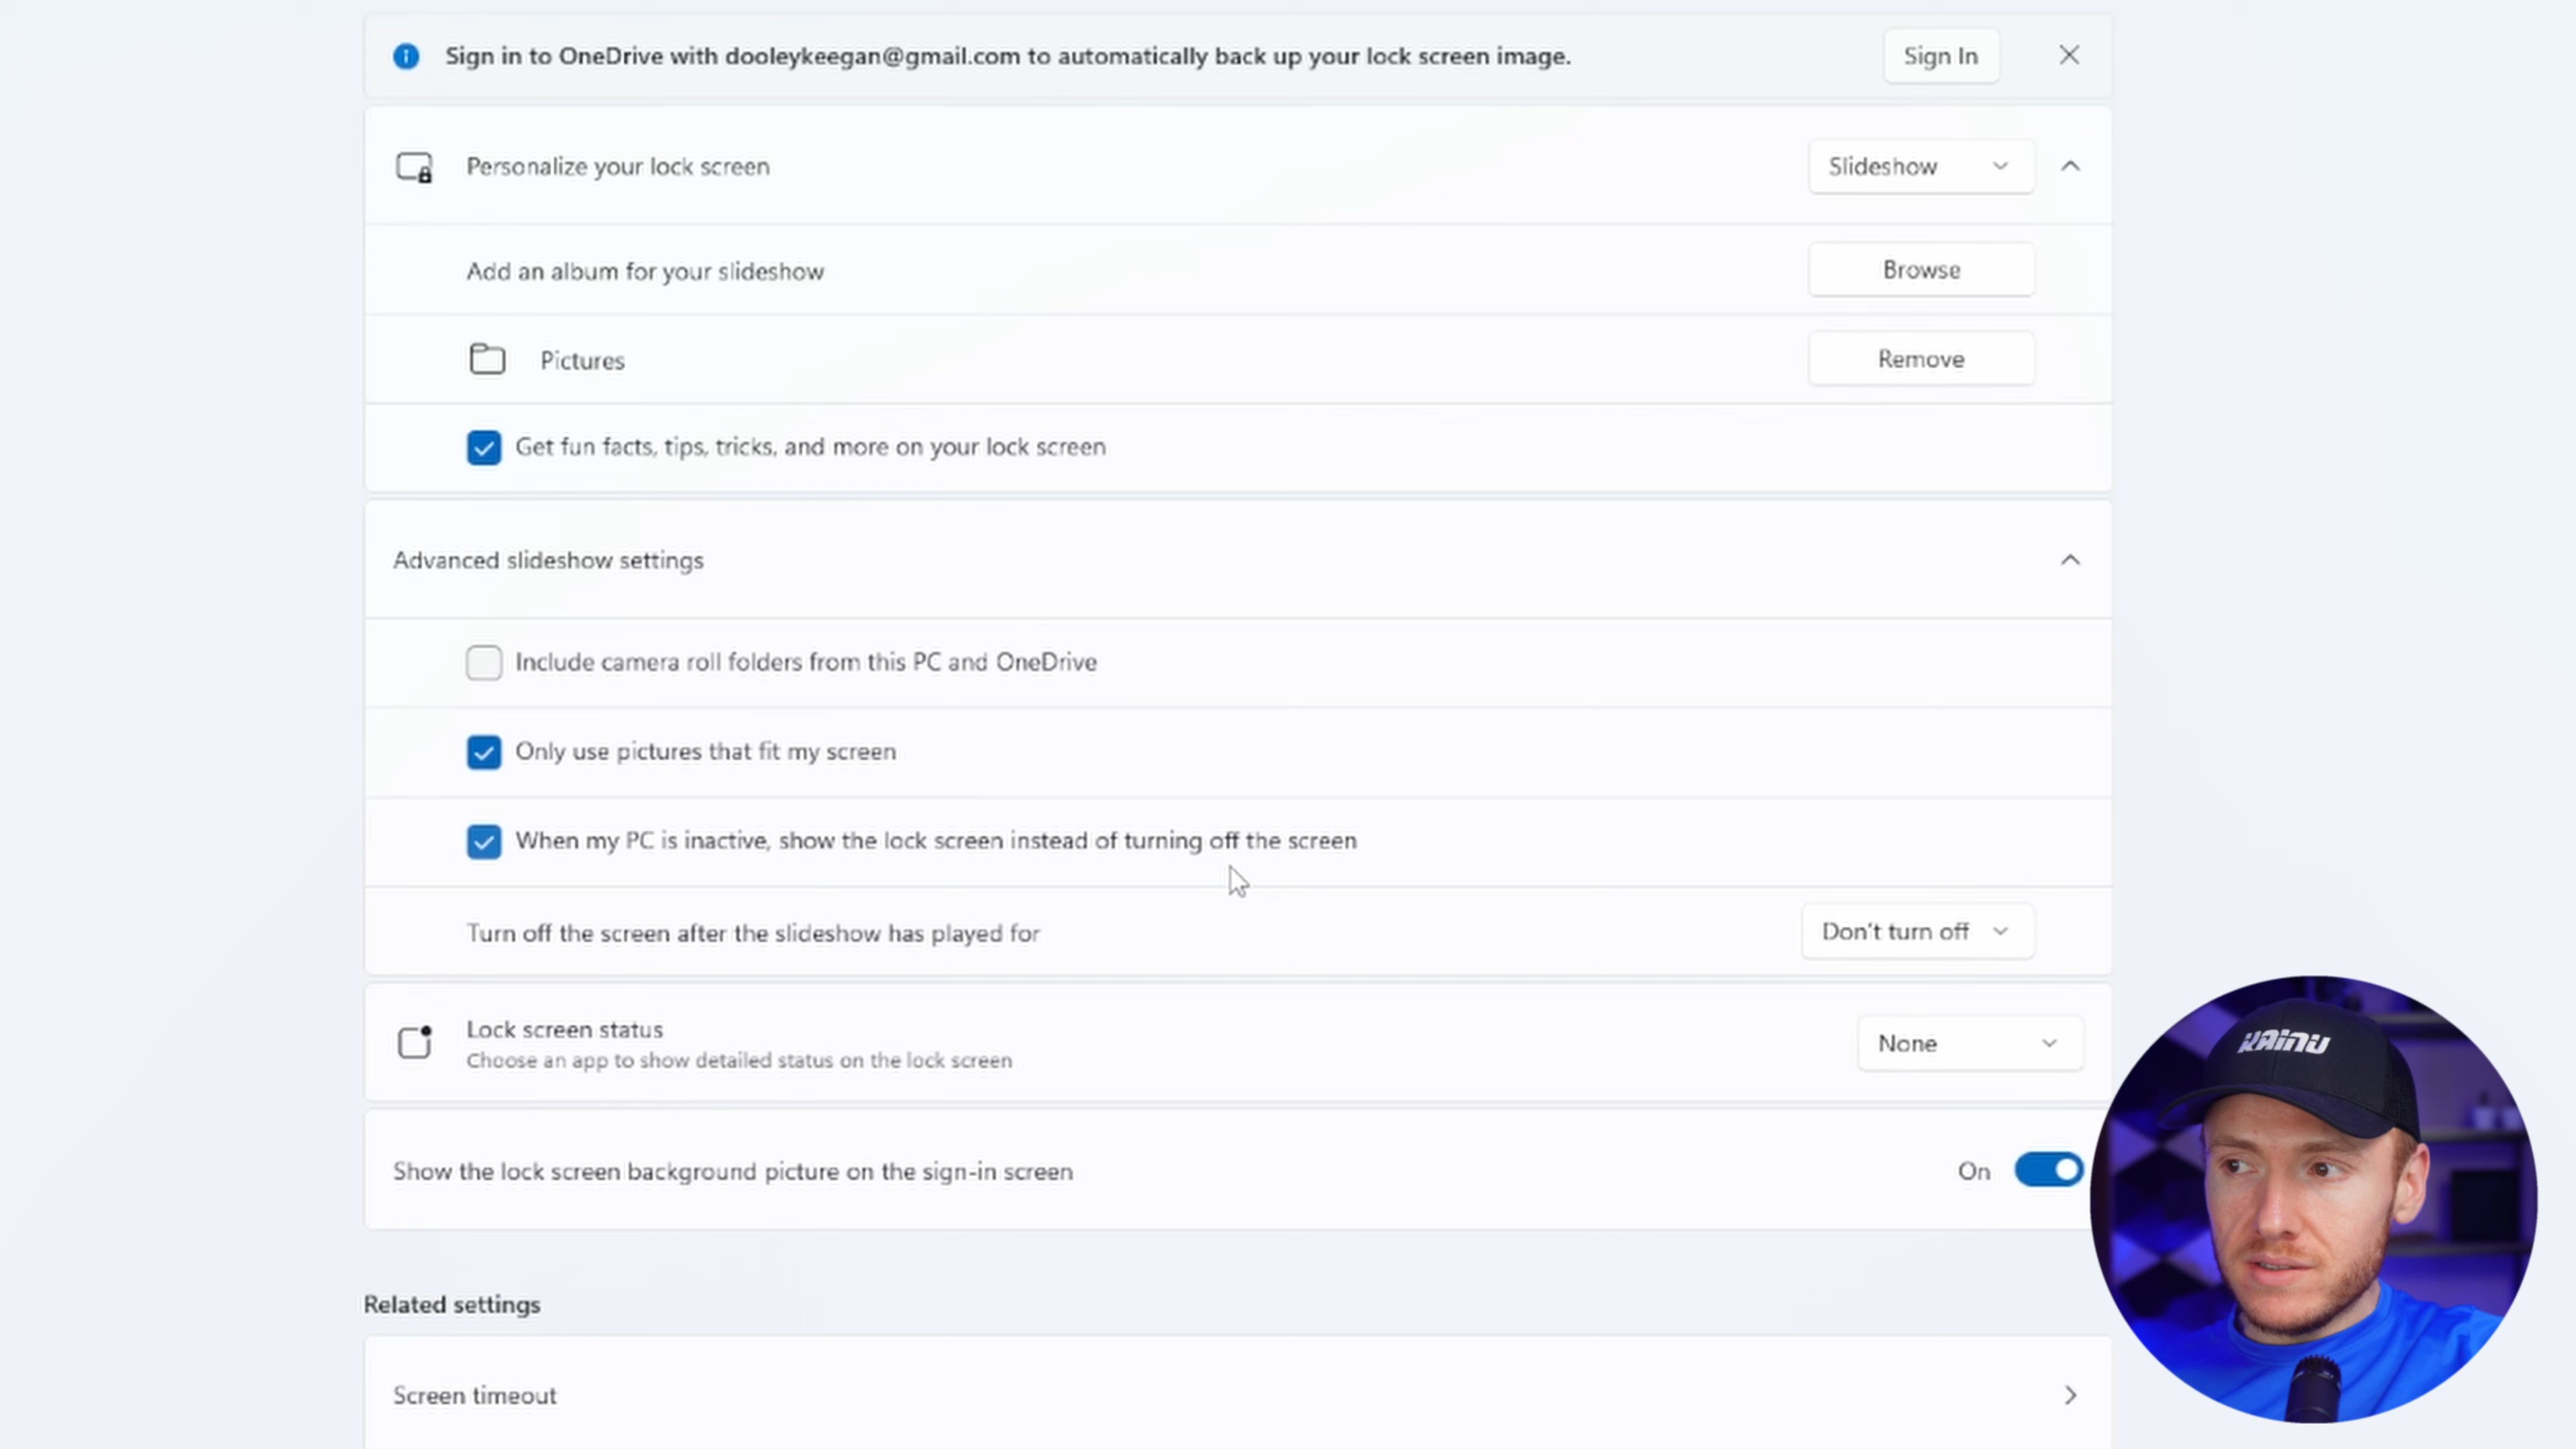 Sign in to OneDrive with dooleykeegan@gmail.com to automatically back up your lock screen image.
Sign In
Personalize your lock screen
Slideshow
Add an album for your slideshow
Browse
Pictures
Remove
Get fun facts, tips, tricks, and more on your lock screen
Advanced slideshow settings
Include camera roll folders from this PC and OneDrive
Only use pictures that fit my screen
When my PC is inactive, show the lock screen instead of turning off the screen
Turn off the screen after the slideshow has played for
Don't turn off
Lock screen status
Choose an app to show detailed status on the lock screen
None
Show the lock screen background picture on the sign-in screen
On
KAINU
Related settings
Screen timeout